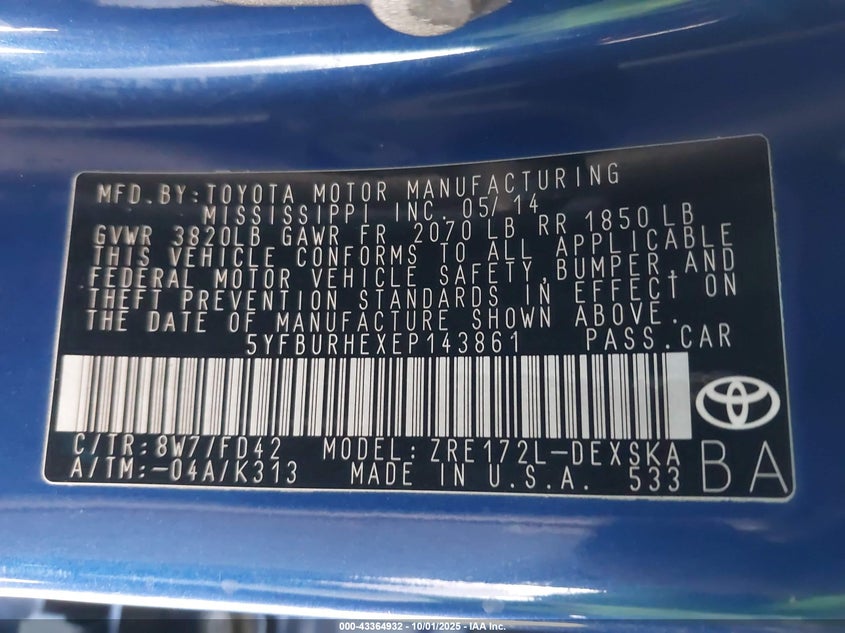 MFD.BY:TOYOTA MOTOR MANUFACTURING
MISSISSIPPI INC. 05/14
GVWR 3820LB GAWR FR 2070 LB RR 1850 LB
THIS VEHICLE CONFORMS TO ALL APPLICABLE
FEDERAL MOTOR VEHICLE SAFETY,BUMPER,AND
THEFT PREVENTION STANDARDS IN EFFECT ON
THE DATE OF MANUFACTURE SHOWN ABOVE.
5YFBURHEXEP143861 PASS.CAR
C/TR:8W7/FD42 MODEL:ZRE172L-DEXSKA
A/TM:-04A/K313 MADE IN U.S.A. 533
BA
000-43364932 - 10/01/2025 - IAA Inc.